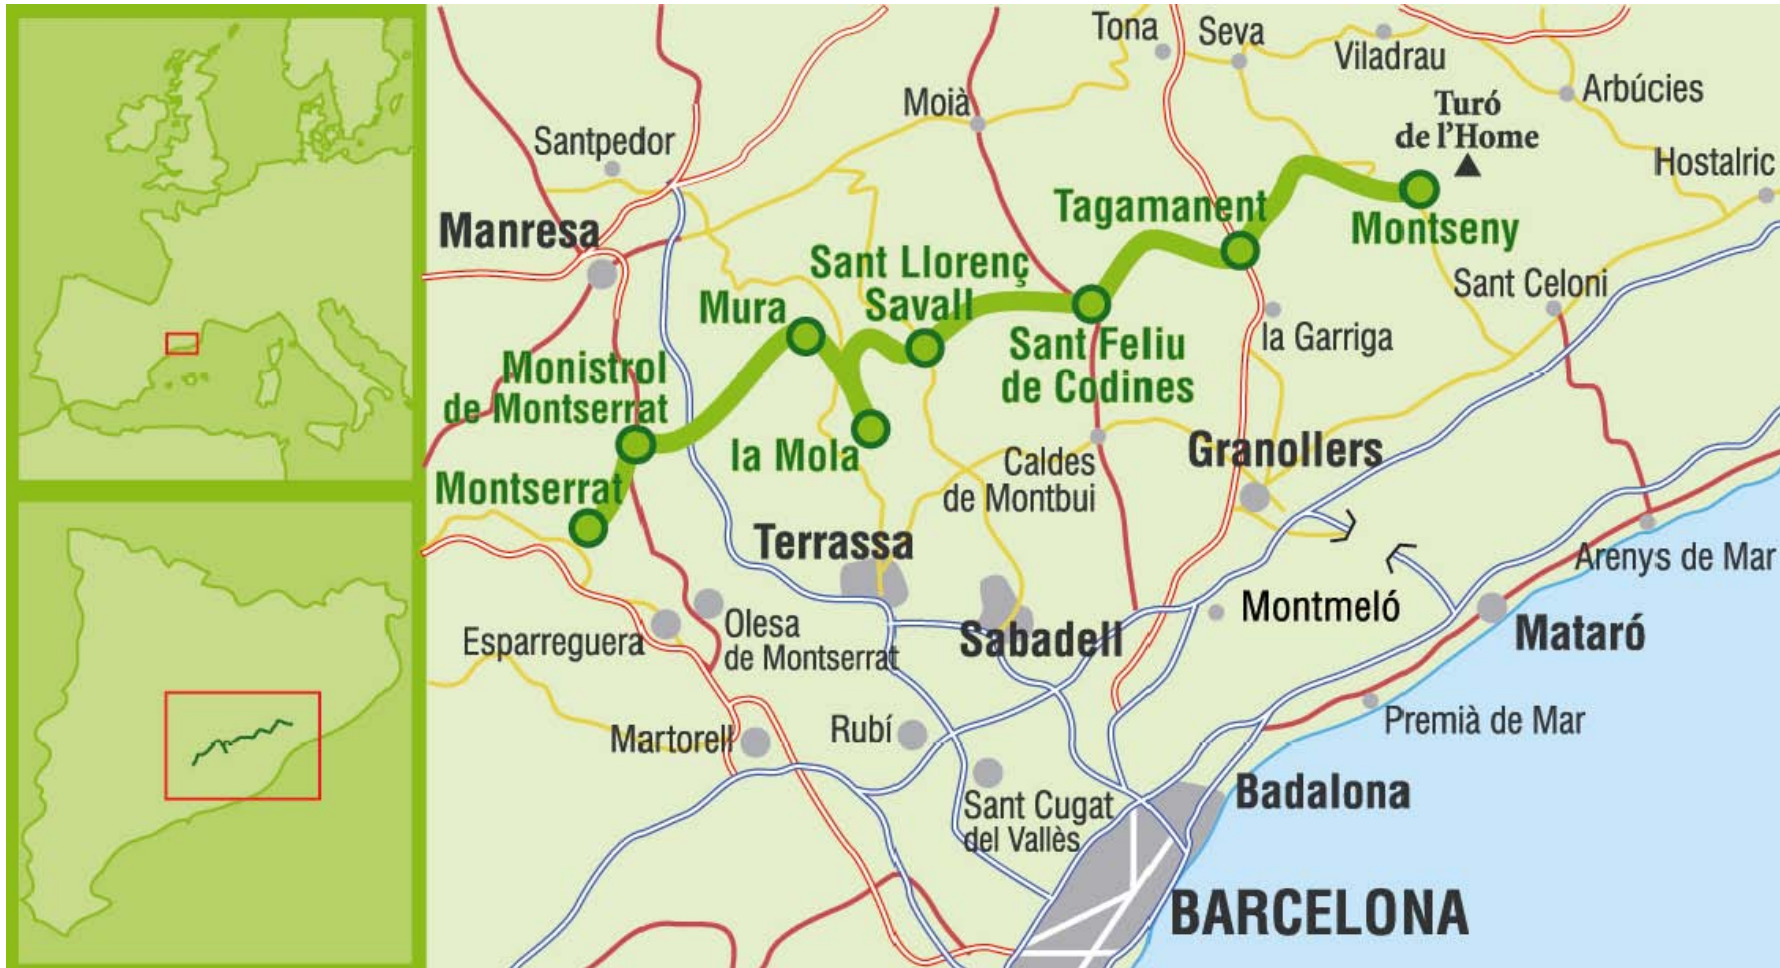 Tona
Seva
Viladrau
Arbúcies
Turó
de l'Home
Hostalric
Moià
Santpedor
Manresa
Tagamanent
Montseny
Sant Llorenç
Savall
Mura
Sant Celoni
la Garriga
Sant Feliu
de Codines
Monistrol
de Montserrat
la Mola
Montserrat
Caldes
de Montbui
Granollers
Terrassa
Arenys de Mar
Montmeló
Mataró
Olesa
de Montserrat
Esparreguera
Sabadell
Martorell
Rubí
Premià de Mar
Sant Cugat
del Vallès
Badalona
BARCELONA